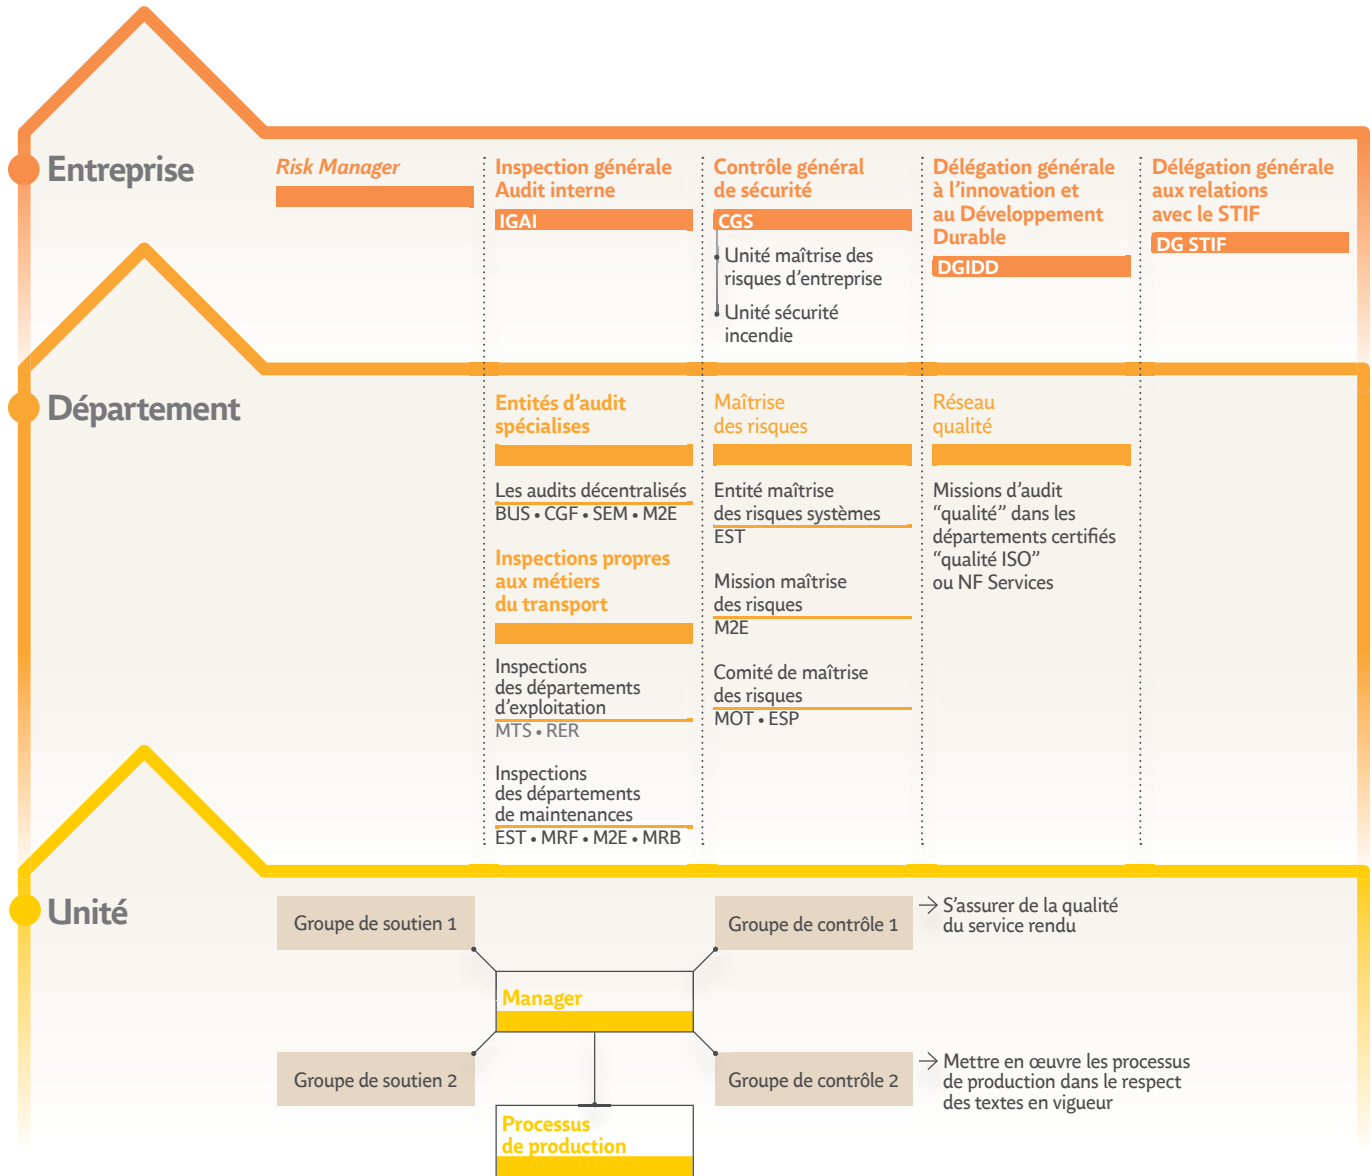 Entreprise
Risk Manager
Inspection générale
Audit interne
IGAI
Contrôle général
de sécurité
CGS
Unité maîtrise des
risques d'entreprise
Unité sécurité
incendie
Délégation générale
à l'innovation et
au Développement
Durable
DGIDD
Délégation générale
aux relations
avec le STIF
DG STIF
Département
Entités d'audit
spécialises
Les audits décentralisés
BUS • CGF • SEM • M2E
Inspections propres
aux métiers
du transport
Inspections
des départements
d'exploitation
MTS • RER
Inspections
des départements
de maintenances
EST • MRF • M2E • MRB
Maîtrise
des risques
Entité maîtrise
des risques systèmes
EST
Mission maîtrise
des risques
M2E
Comité de maîtrise
des risques
MOT • ESP
Réseau
qualité
Missions d'audit
“qualité” dans les
départements certifiés
“qualité ISO”
ou NF Services
Unité
Groupe de soutien 1
Groupe de contrôle 1
→ S'assurer de la qualité
du service rendu
Manager
Groupe de soutien 2
Groupe de contrôle 2
→ Mettre en œuvre les processus
de production dans le respect
des textes en vigueur
Processus
de production